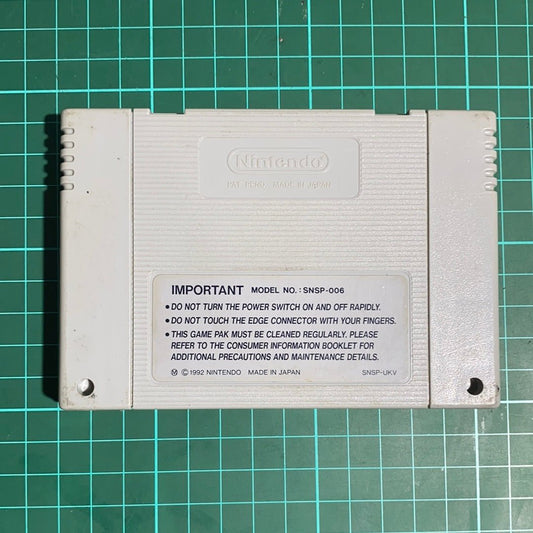 Nintendo
PAT. PEND. MADE IN JAPAN
IMPORTANT MODEL NO. : SNSP-006
• DO NOT TURN THE POWER SWITCH ON AND OFF RAPIDLY.
• DO NOT TOUCH THE EDGE CONNECTOR WITH YOUR FINGERS.
• THIS GAME PAK MUST BE CLEANED REGULARLY. PLEASE
REFER TO THE CONSUMER INFORMATION BOOKLET FOR
ADDITIONAL PRECAUTIONS AND MAINTENANCE DETAILS.
Ⓜ ©1992 NINTENDO MADE IN JAPAN SNSP-UKV